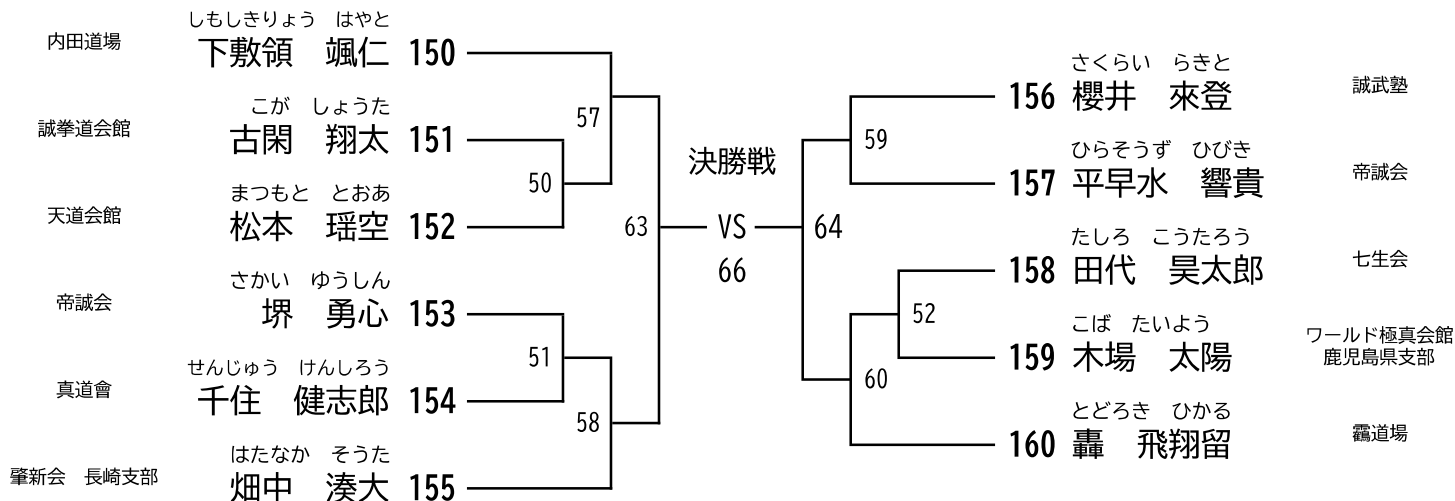 しもしきりょう はやと
内田道場 下敷領 颯仁 150
こが しょうた
誠拳道会館 古閑 翔太 151
まつもと とおあ
天道会館 松本 瑶空 152
さかい ゆうしん
帝誠会 堺 勇心 153
せんじゅう けんしろう
真道會 千住 健志郎 154
はたなか そうた
肇新会 長崎支部 畑中 湊大 155
57
50
63
51
58
決勝戦
VS
66
さくらい らきと
156 櫻井 來登 誠武塾
ひらそうず ひびき
157 平早水 響貴 帝誠会
たしろ こうたろう
158 田代 昊太郎 七生会
こば たいよう
159 木場 太陽 ワールド極真会館
鹿児島県支部
とどろき ひかる
160 轟 飛翔留 靍道場
59
64
52
60